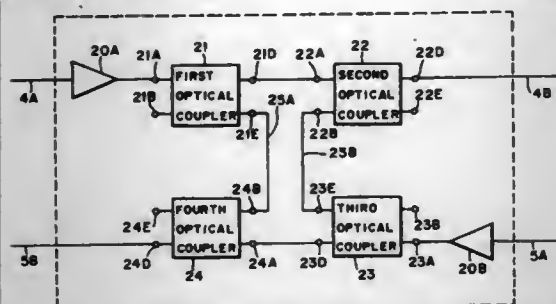 20A 21A 21 21D 22A 22 22D
FIRST OPTICAL COUPLER
SECOND OPTICAL COUPLER
4A 21B 21E 22B 22E 4B
25A
23B
24B 23E
24E FOURTH OPTICAL COUPLER
THIRD OPTICAL COUPLER 23B
5B 24D 24 24A 23D 23 23A 20B 5A